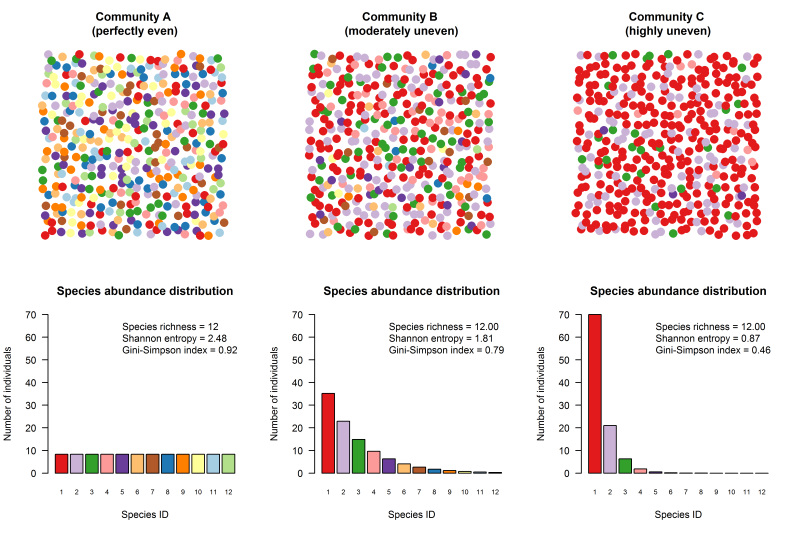 Community A
(perfectly even)
Community B
(moderately uneven)
Community C
(highly uneven)
Species abundance distribution
Species richness = 12
Shannon entropy = 2.48
Gini-Simpson index = 0.92
Number of individuals
70
60
50
40
30
20
10
0
1 2 3 4 5 6 7 8 9 10 11 12
Species ID
Species abundance distribution
Species richness = 12.00
Shannon entropy = 1.81
Gini-Simpson index = 0.79
Number of individuals
70
60
50
40
30
20
10
0
1 2 3 4 5 6 7 8 9 10 11 12
Species ID
Species abundance distribution
Species richness = 12.00
Shannon entropy = 0.87
Gini-Simpson index = 0.46
Number of individuals
70
60
50
40
30
20
10
0
1 2 3 4 5 6 7 8 9 10 11 12
Species ID